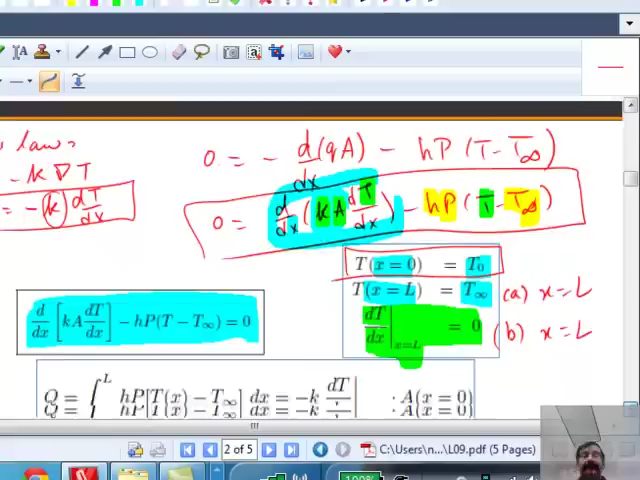 law:
0 = - d/dx (qA) - hP (T - T∞)
- k ∇ T
= - k dT/dx
0 = d/dx ( kA dT/dx ) - hP ( T - T∞ )
T(x = 0) = T₀
T(x = L) = T∞ (a) x = L
d/dx [kA dT/dx] − hP(T − T∞) = 0
dT/dx |x=L = 0 (b) x = L
Q = ∫ᴸ hP[T(x) − T∞] dx = −k dT · A(x = 0)
2 of 5
C:\Users\n...\L09.pdf (5 Pages)
100%